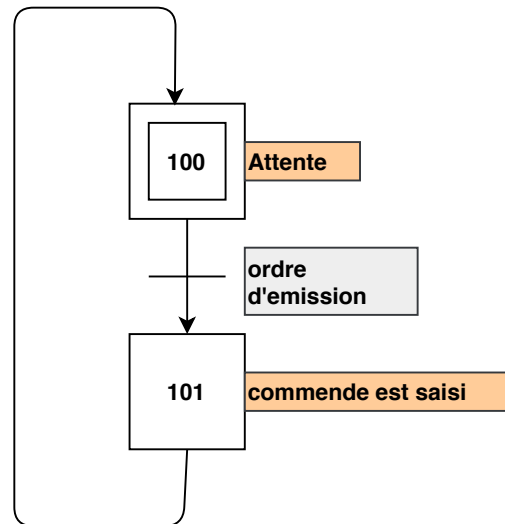 100
Attente
ordre
d'emission
101
commende est saisi